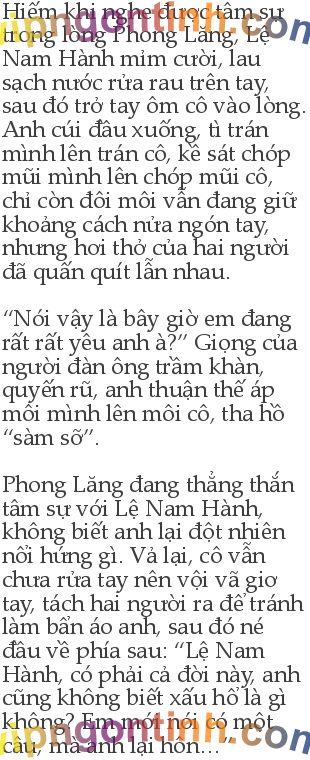 Hiếm khi nghe được tâm sự
trong lòng Phong Lăng, Lệ
Nam Hành mỉm cười, lau
sạch nước rửa rau trên tay,
sau đó trở tay ôm cô vào lòng.
Anh cúi đầu xuống, tì trán
mình lên trán cô, kề sát chóp
mũi mình lên chóp mũi cô,
chỉ còn đôi môi vẫn đang giữ
khoảng cách nửa ngón tay,
nhưng hơi thở của hai người
đã quấn quít lẫn nhau.
“Nói vậy là bây giờ em đang
rất rất yêu anh à?” Giọng của
người đàn ông trầm khàn,
quyến rũ, anh thuận thế áp
môi mình lên môi cô, tha hồ
“sàm sỡ”.
Phong Lăng đang thẳng thắn
tâm sự với Lệ Nam Hành,
không biết anh lại đột nhiên
nổi hứng gì. Vả lại, cô vẫn
chưa rửa tay nên vội vã giơ
tay, tách hai người ra để tránh
làm bẩn áo anh, sau đó né
đầu về phía sau: “Lệ Nam
Hành, có phải cả đời này, anh
cũng không biết xấu hổ là gì
không? Em mới nói có một
câu, mà anh lại hôn…”
vipngontinh.com
vipngontinh.com